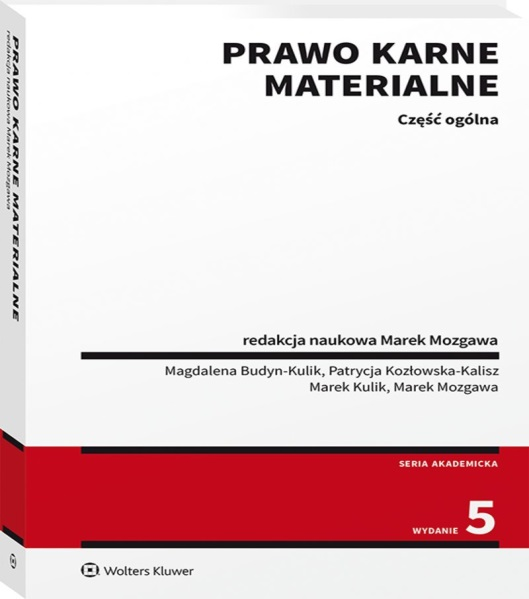 PRAWO KARNE MATERIALNE
redakcja naukowa Marek Mozgawa
PRAWO KARNE
MATERIALNE
Część ogólna
redakcja naukowa Marek Mozgawa
Magdalena Budyn-Kulik, Patrycja Kozłowska-Kalisz
Marek Kulik, Marek Mozgawa
SERIA AKADEMICKA
WYDANIE 5
Wolters Kluwer